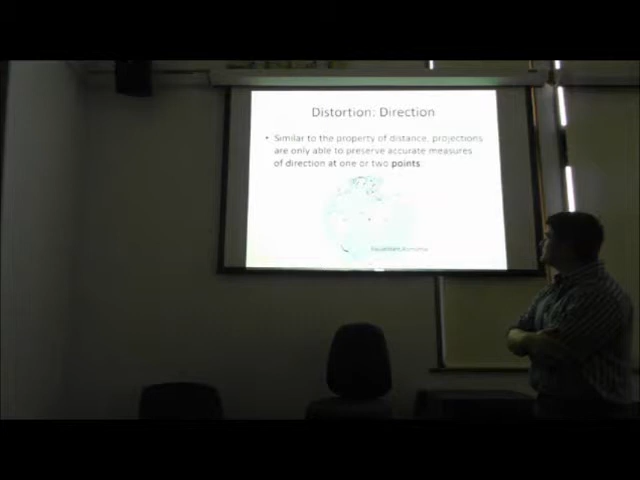 Distortion: Direction
• Similar to the property of distance, projections
are only able to preserve accurate measures
of direction at one or two points